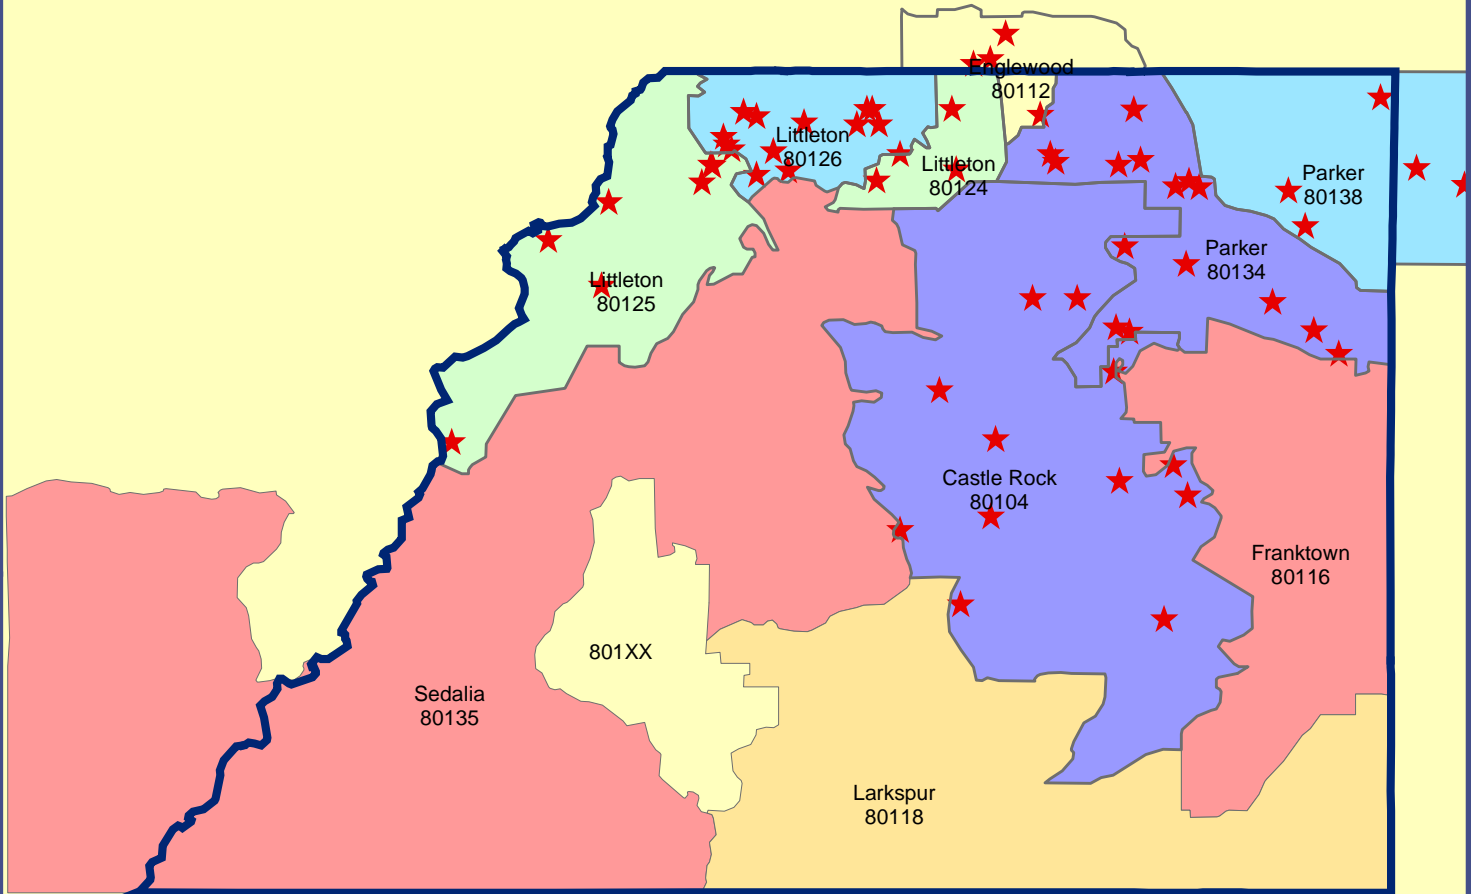 Englewood
80112
Littleton
80126
Littleton
80124
Parker
80138
Parker
80134
Littleton
80125
Castle Rock
80104
Franktown
80116
801XX
Sedalia
80135
Larkspur
80118